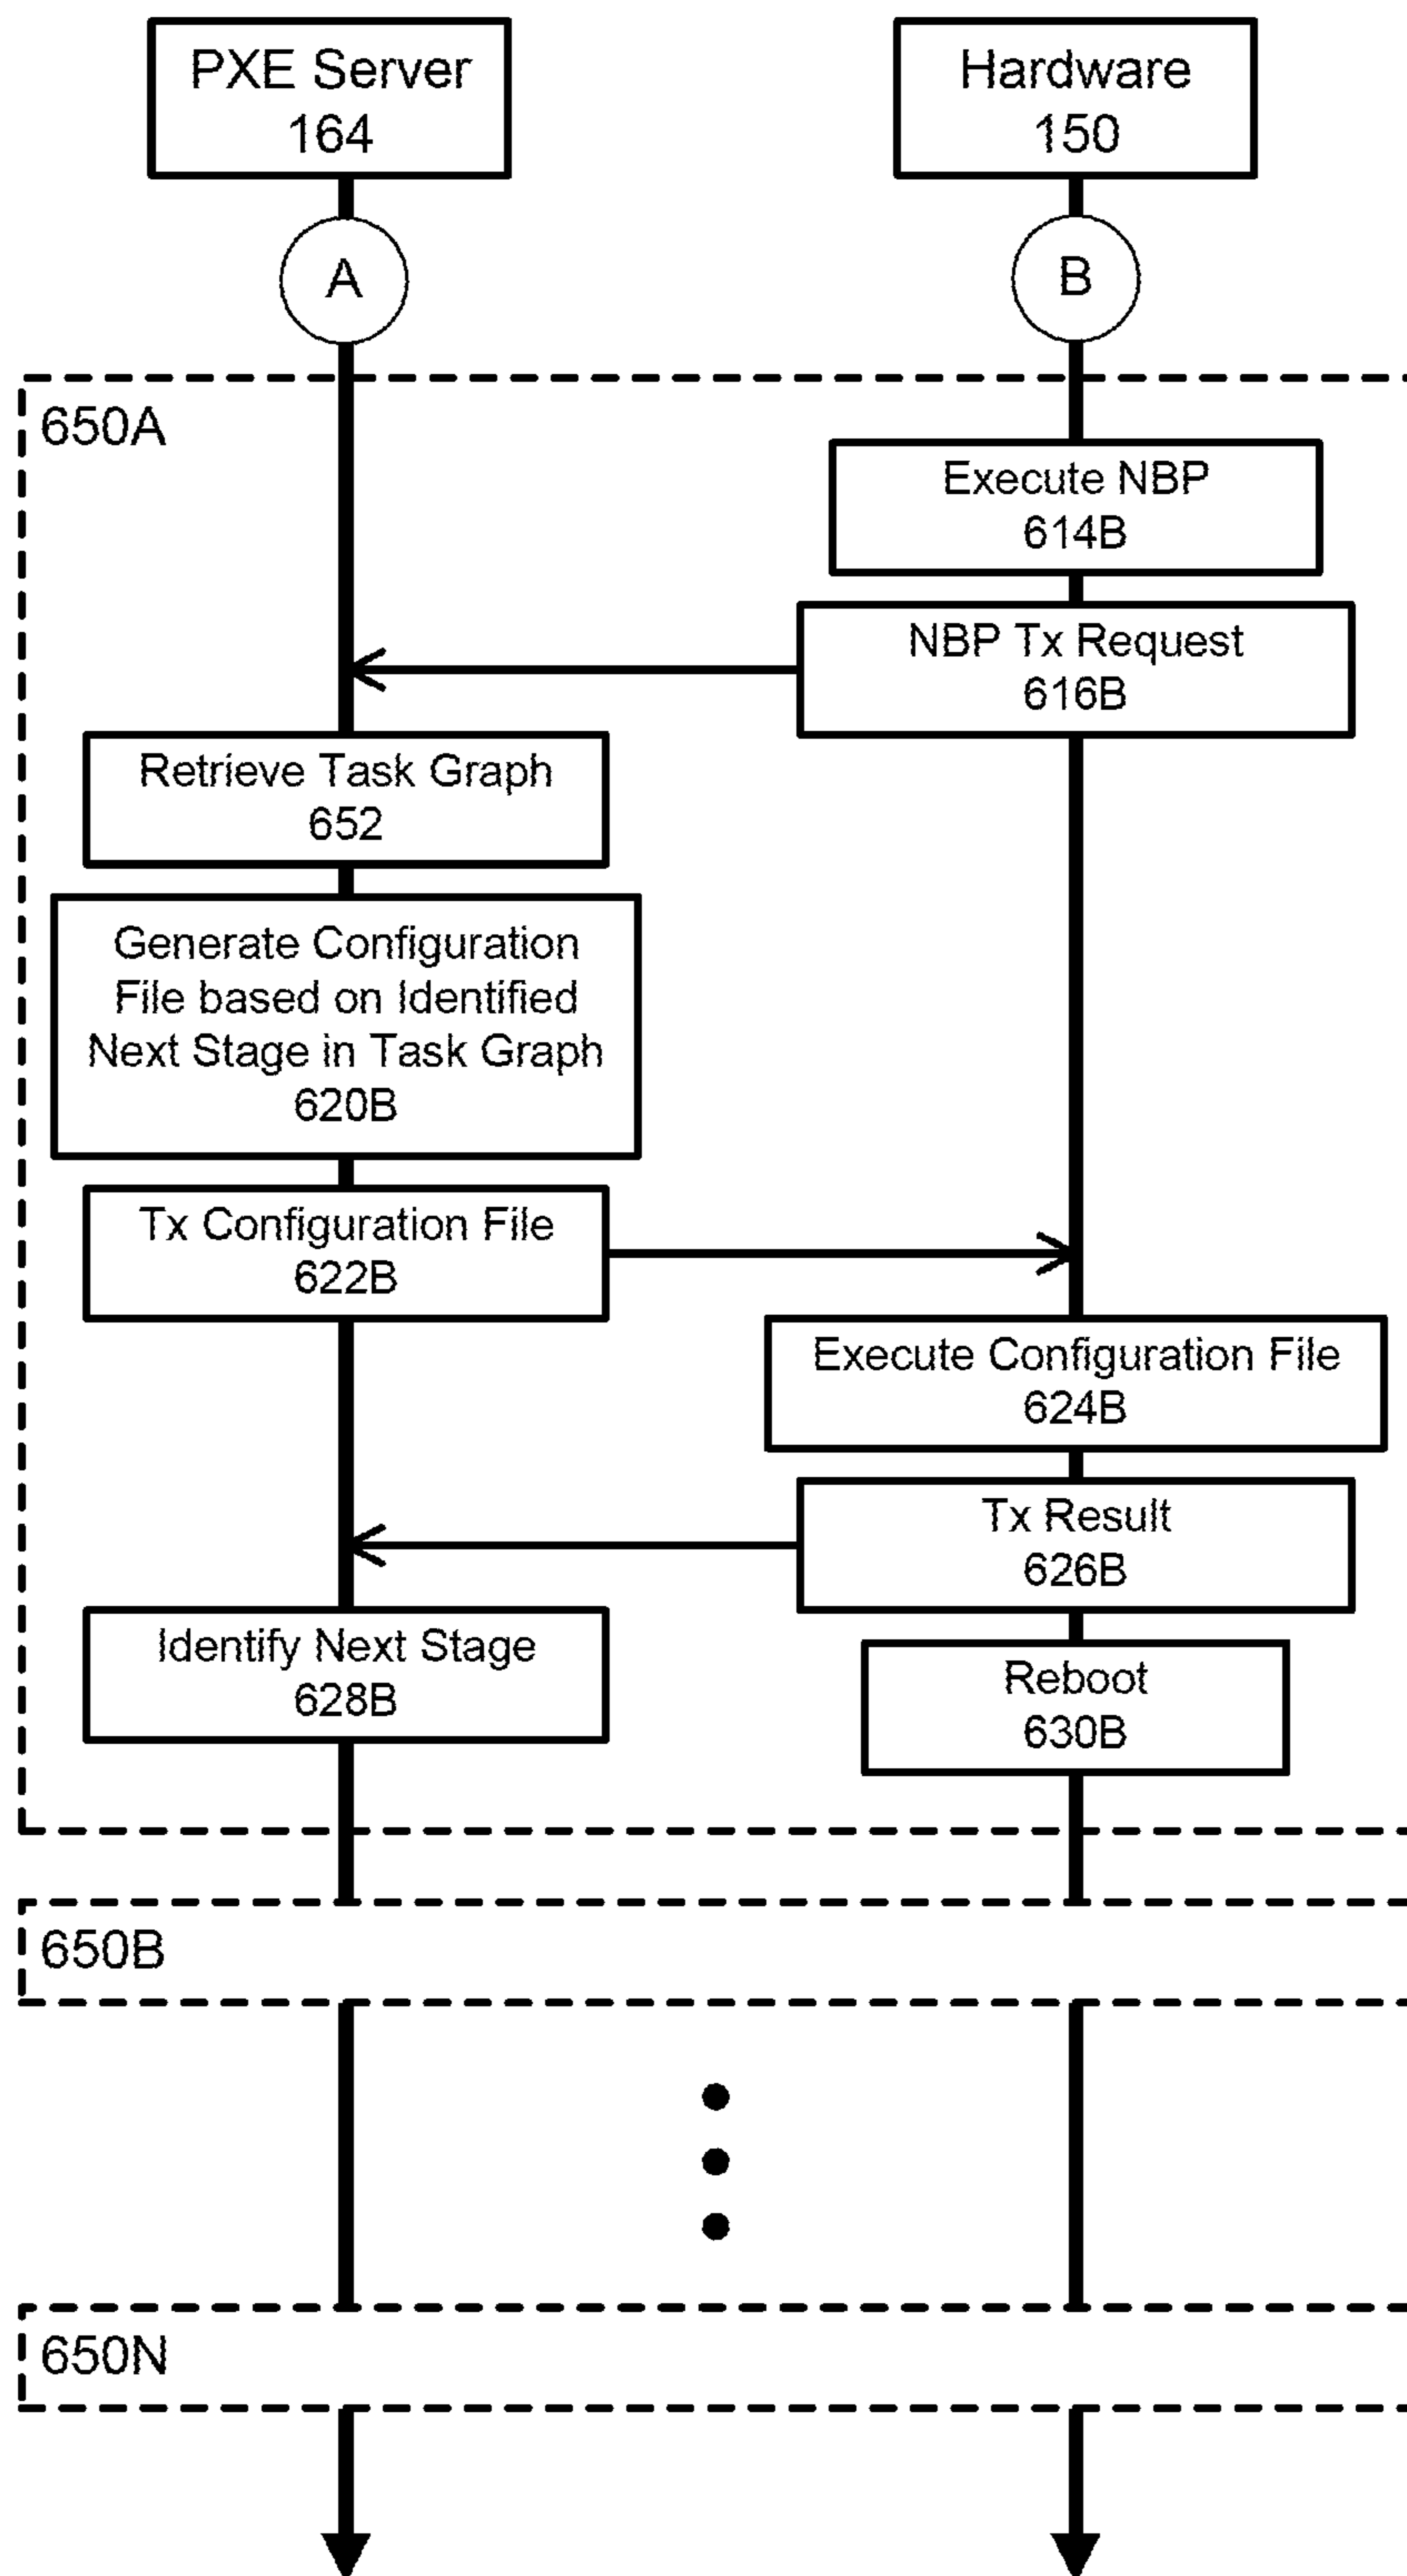 PXE Server
164
Hardware
150
A
B
650A
Execute NBP
614B
NBP Tx Request
616B
Retrieve Task Graph
652
Generate Configuration
File based on Identified
Next Stage in Task Graph
620B
Tx Configuration File
622B
Execute Configuration File
624B
Tx Result
626B
Identify Next Stage
628B
Reboot
630B
650B
650N